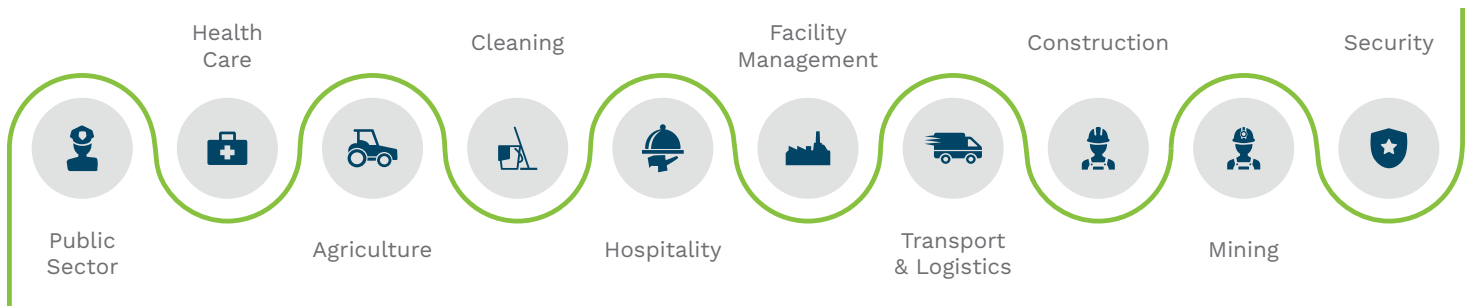 Health
Care
Cleaning
Facility
Management
Construction
Security
Public
Sector
Agriculture
Hospitality
Transport
& Logistics
Mining